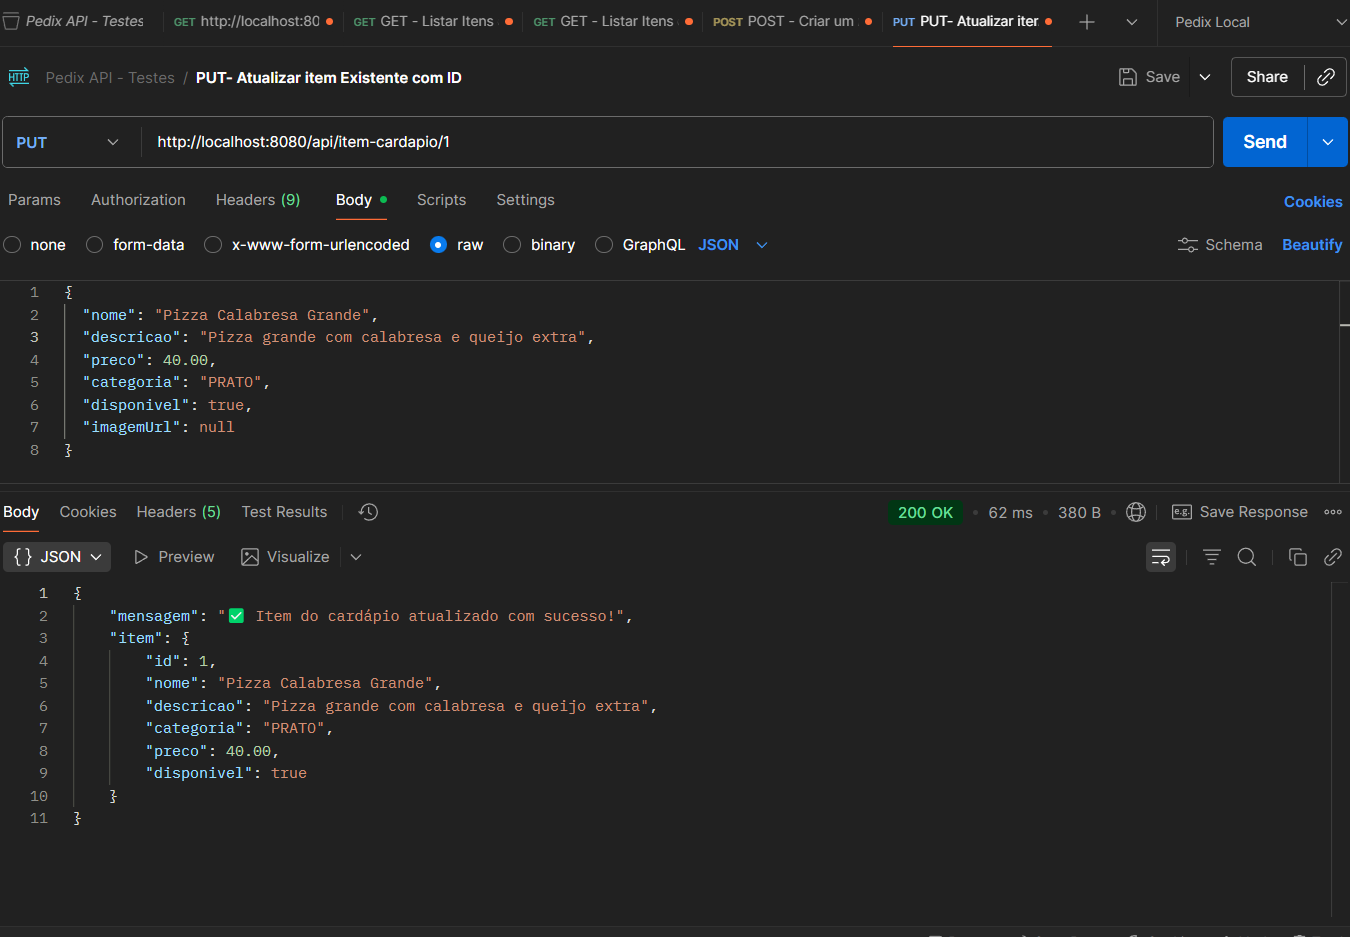 Pedix API - Testes GET http://localhost:80 GET GET - Listar Itens GET GET - Listar Itens POST POST - Criar um PUT PUT- Atualizar iter Pedix Local
HTTP Pedix API - Testes / PUT- Atualizar item Existente com ID Save Share
PUT http://localhost:8080/api/item-cardapio/1 Send
Params Authorization Headers (9) Body Scripts Settings Cookies
none form-data x-www-form-urlencoded raw binary GraphQL JSON Schema Beautify
1 {
2 "nome": "Pizza Calabresa Grande",
3 "descricao": "Pizza grande com calabresa e queijo extra",
4 "preco": 40.00,
5 "categoria": "PRATO",
6 "disponivel": true,
7 "imagemUrl": null
8 }
Body Cookies Headers (5) Test Results 200 OK • 62 ms • 380 B • e.g. Save Response
{} JSON Preview Visualize
1 {
2 "mensagem": "✅ Item do cardápio atualizado com sucesso!",
3 "item": {
4 "id": 1,
5 "nome": "Pizza Calabresa Grande",
6 "descricao": "Pizza grande com calabresa e queijo extra",
7 "categoria": "PRATO",
8 "preco": 40.00,
9 "disponivel": true
10 }
11 }